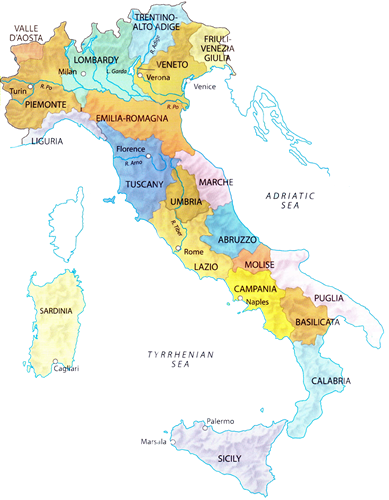 TRENTINO-
ALTO ADIGE
VALLE
D'AOSTA
FRIULI-
VENEZIA
GIULIA
LOMBARDY
R. Adige
Milan
L. Garda
VENETO
Verona
Venice
Turin
R. Po
R. Po
PIEMONTE
EMILIA-ROMAGNA
LIGURIA
Florence
R. Arno
MARCHE
TUSCANY
ADRIATIC
SEA
UMBRIA
R. Tiber
ABRUZZO
Rome
LAZIO
MOLISE
CAMPANIA
Naples
PUGLIA
SARDINIA
BASILICATA
TYRRHENIAN
SEA
Cagliari
CALABRIA
Palermo
Marsala
SICILY